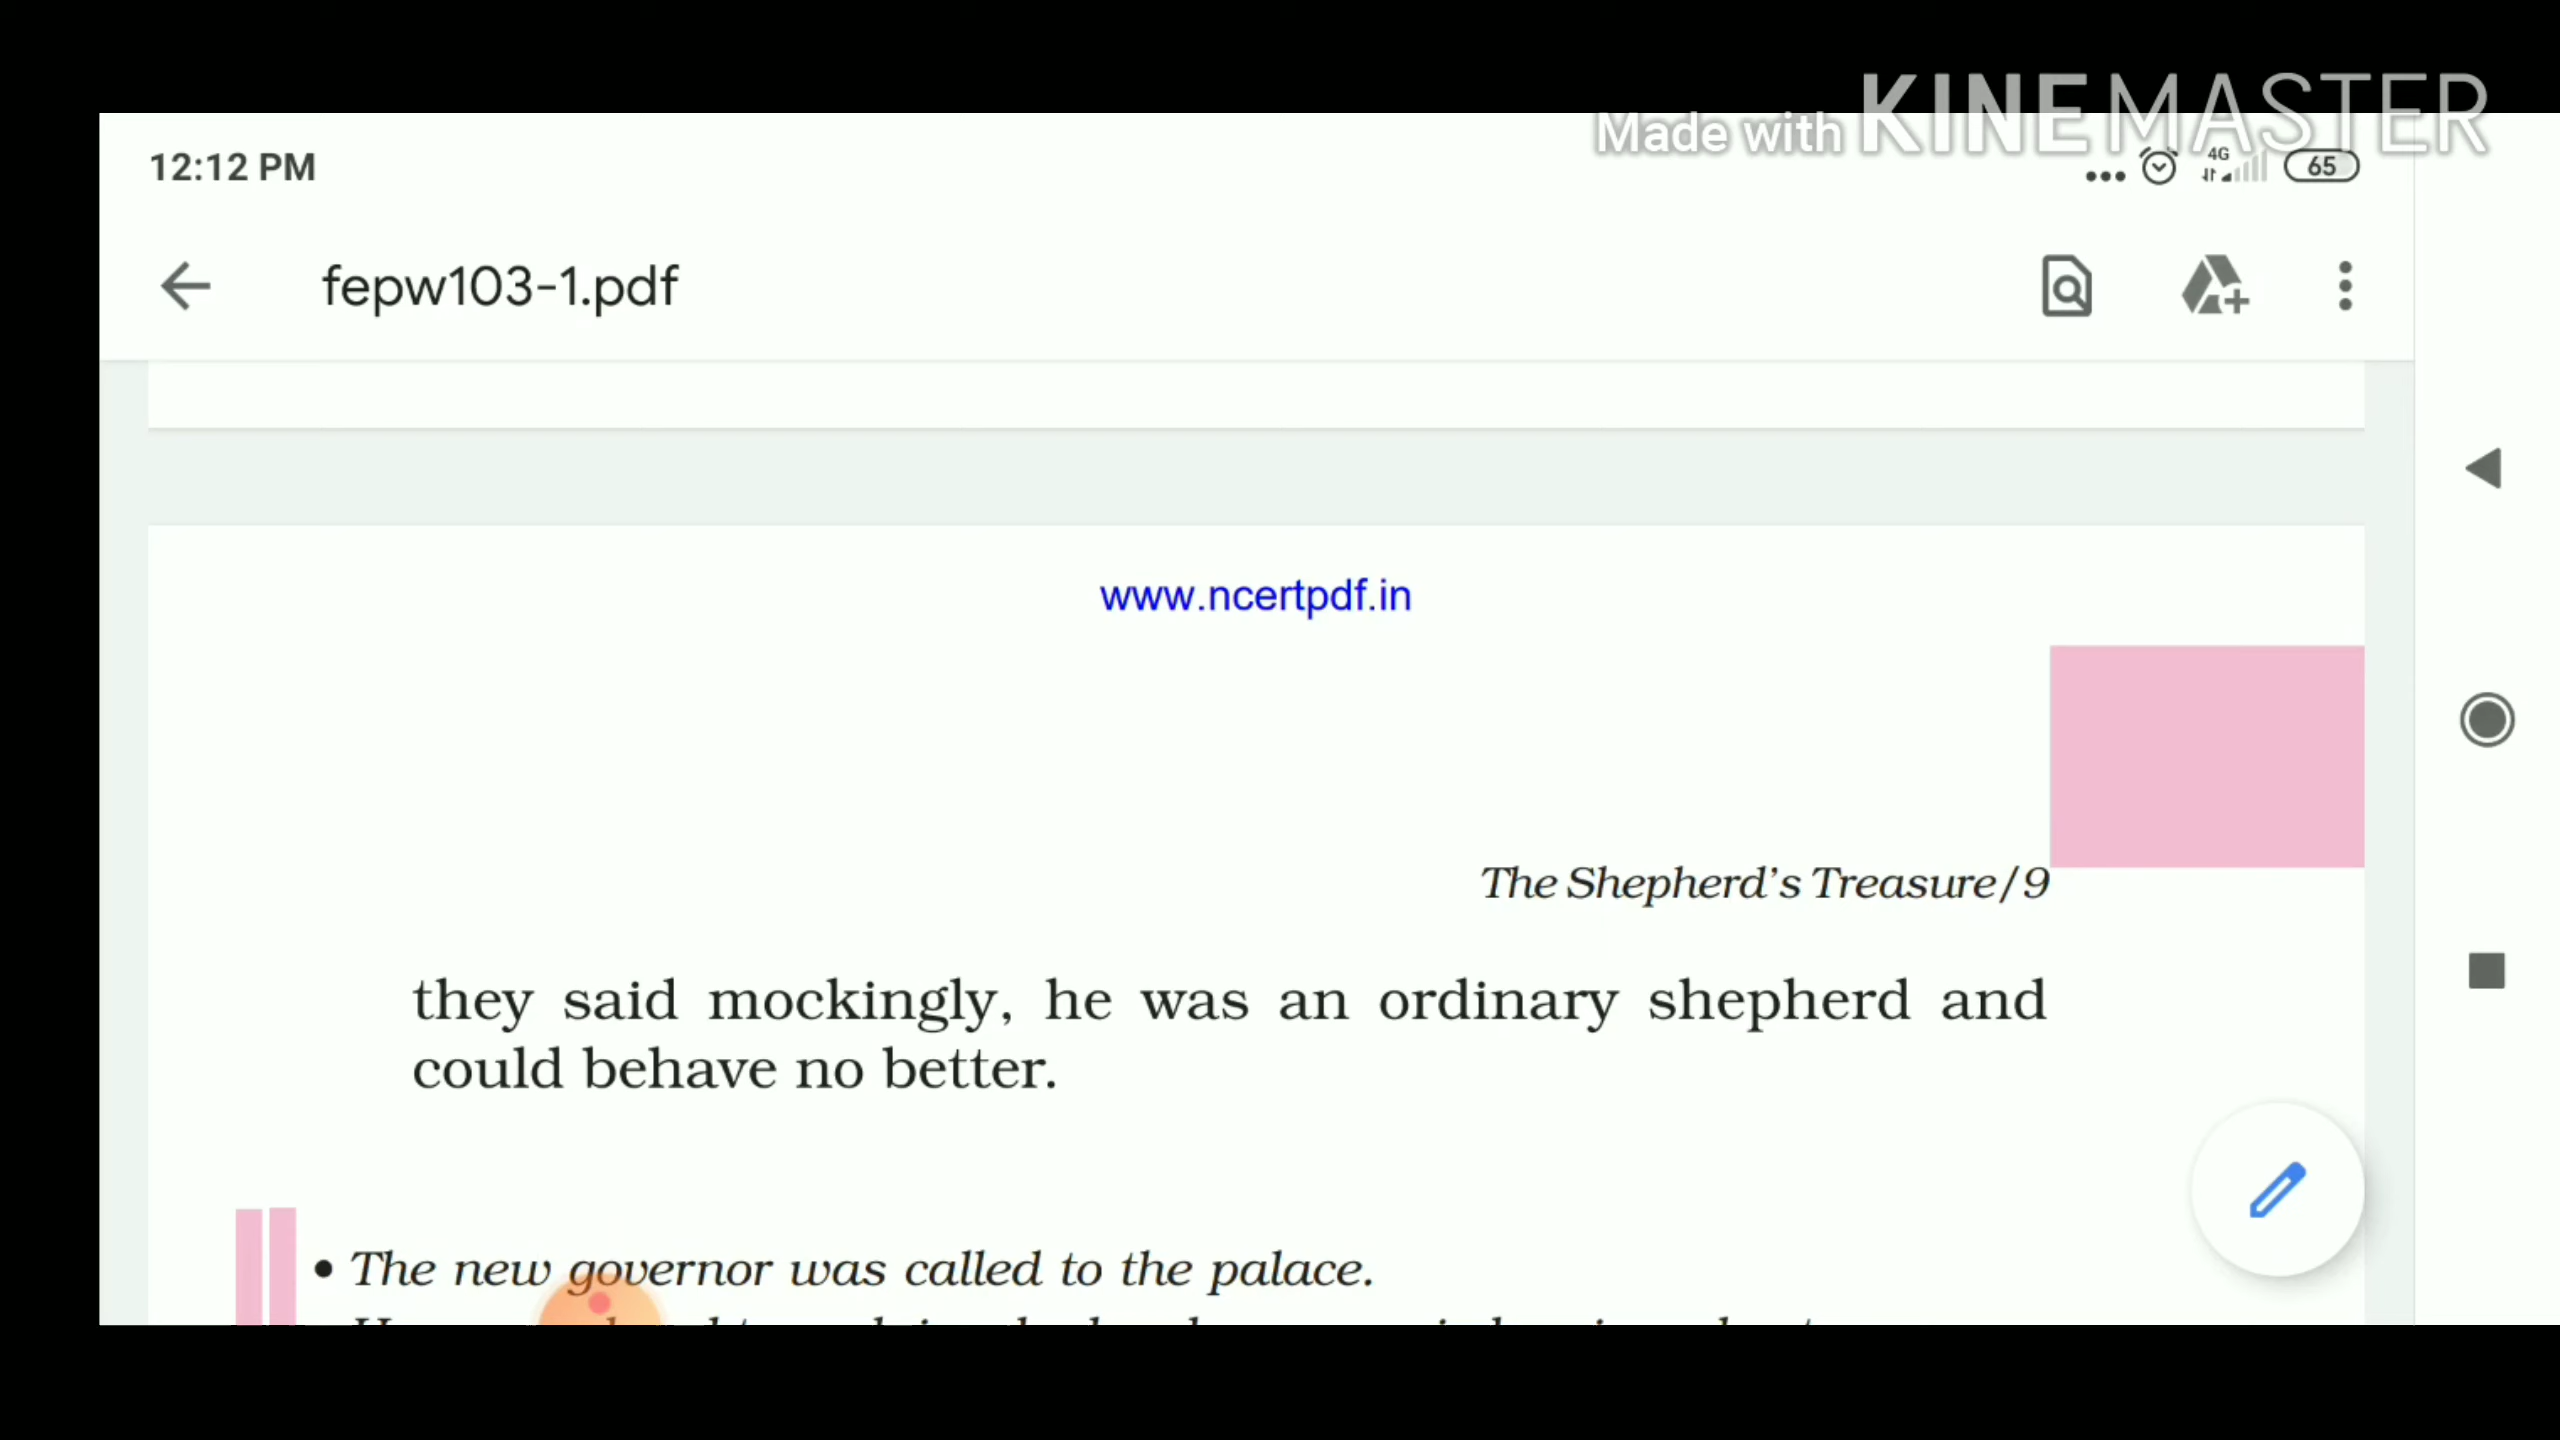 Made with KINEMASTER
12:12 PM
4G
65
fepw103-1.pdf
www.ncertpdf.in
The Shepherd's Treasure/9
they said mockingly, he was an ordinary shepherd and
could behave no better.
• The new governor was called to the palace.